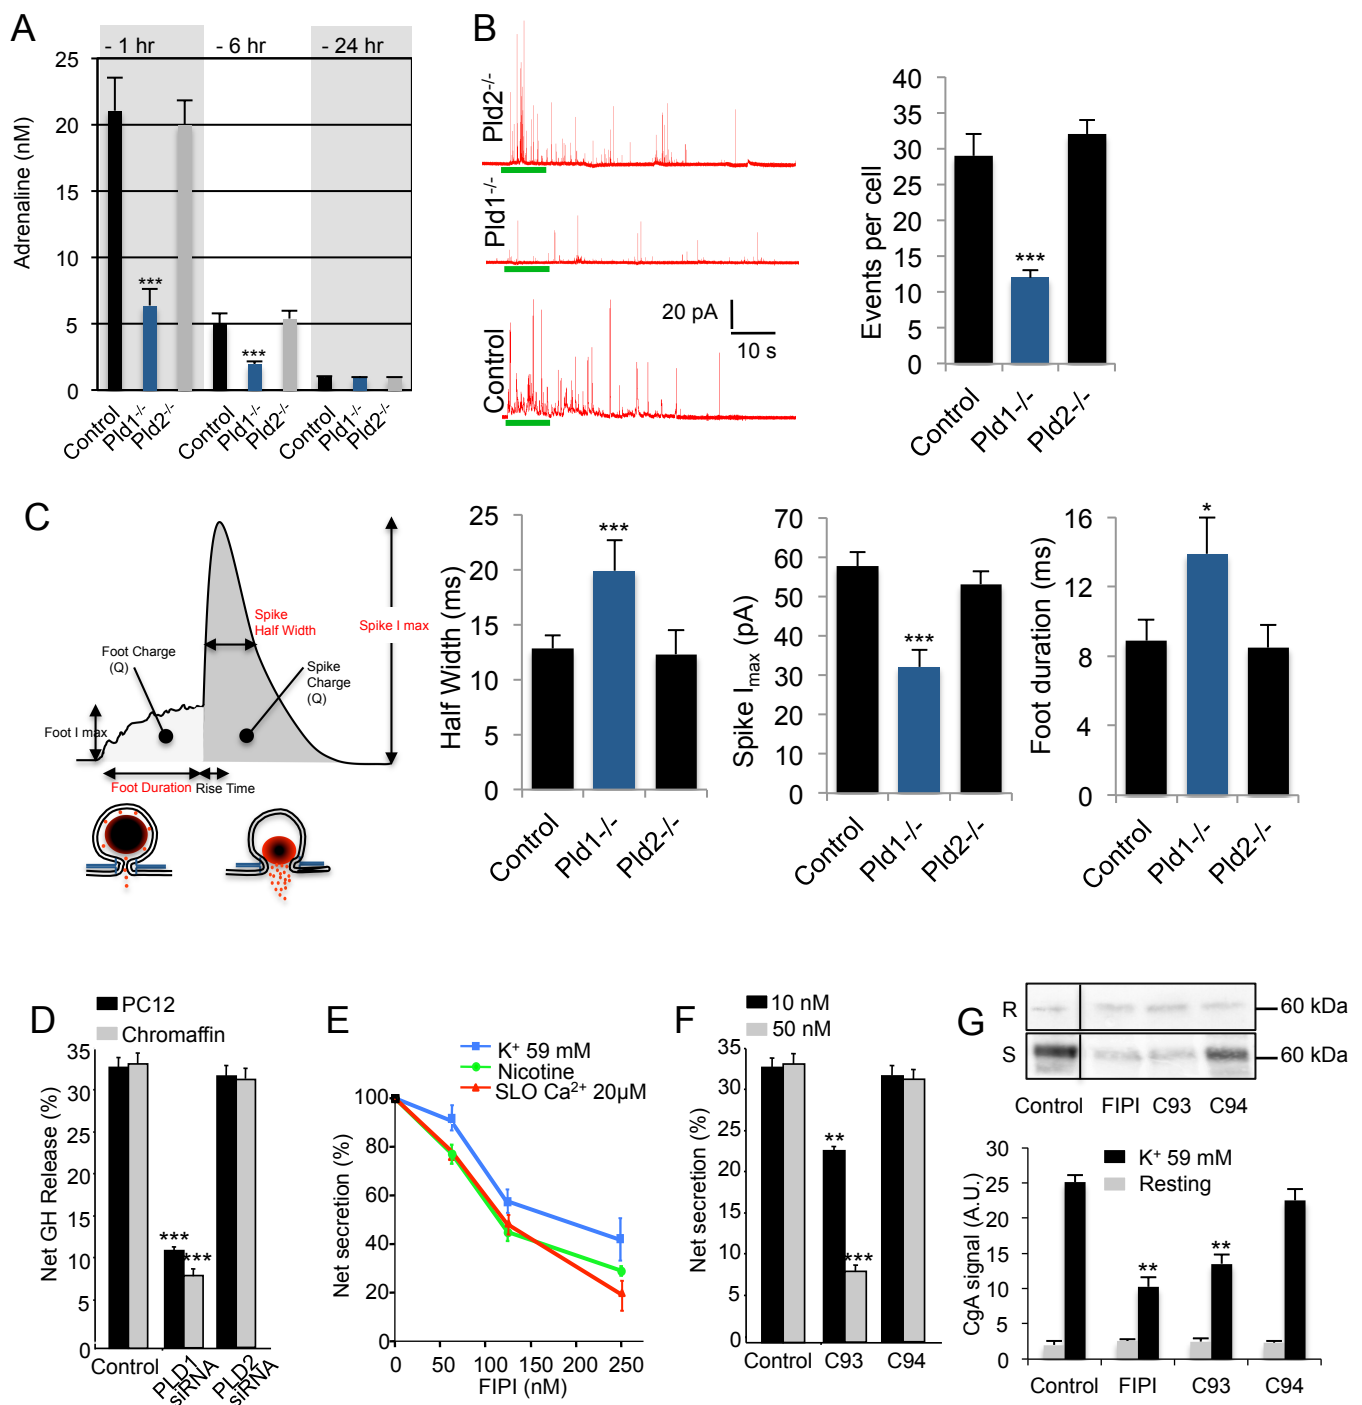 A
- 1 hr
- 6 hr
- 24 hr
Adrenaline (nM)
25
20
15
10
5
0
Control
Pld1-/-
Pld2-/-
Control
Pld1-/-
Pld2-/-
Control
Pld1-/-
Pld2-/-
***
***
B
Pld2-/-
Pld1-/-
Control
20 pA
10 s
Events per cell
40
35
30
25
20
15
10
5
0
***
Control
Pld1-/-
Pld2-/-
C
Foot Charge
(Q)
Spike
Half Width
Spike
Charge
(Q)
Spike I max
Foot I max
Foot Duration
Rise Time
Half Width (ms)
25
20
15
10
5
0
***
Control
Pld1-/-
Pld2-/-
Spike Imax (pA)
70
60
50
40
30
20
10
0
***
Control
Pld1-/-
Pld2-/-
Foot duration (ms)
16
12
8
4
0
*
Control
Pld1-/-
Pld2-/-
D
PC12
Chromaffin
Net GH Release (%)
35
30
25
20
15
10
5
0
***
***
Control
PLD1
siRNA
PLD2
siRNA
E
K+ 59 mM
Nicotine
SLO Ca2+ 20µM
Net secretion (%)
100
80
60
40
20
0
0
50
100
150
200
250
FIPI (nM)
F
10 nM
50 nM
Net secretion (%)
35
30
25
20
15
10
5
0
**
***
Control
C93
C94
G
R
60 kDa
S
60 kDa
Control
FIPI
C93
C94
K+ 59 mM
Resting
CgA signal (A.U.)
30
25
20
10
0
**
**
Control
FIPI
C93
C94